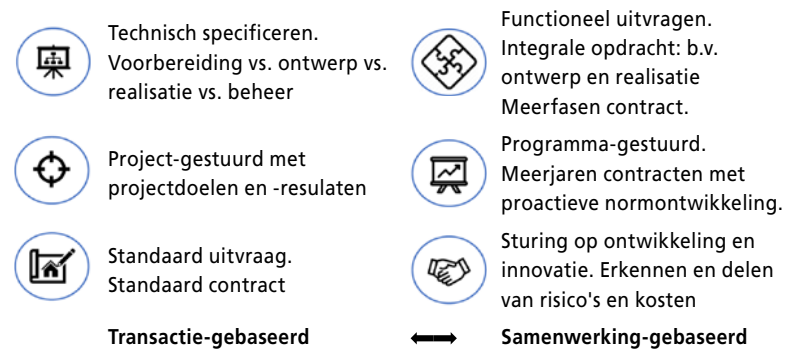 Technisch specificeren.
Voorbereiding vs. ontwerp vs.
realisatie vs. beheer
Functioneel uitvragen.
Integrale opdracht: b.v.
ontwerp en realisatie
Meerfasen contract.
Project-gestuurd met
projectdoelen en -resulaten
Programma-gestuurd.
Meerjaren contracten met
proactieve normontwikkeling.
Standaard uitvraag.
Standaard contract
Sturing op ontwikkeling en
innovatie. Erkennen en delen
van risico's en kosten
Transactie-gebaseerd
Samenwerking-gebaseerd